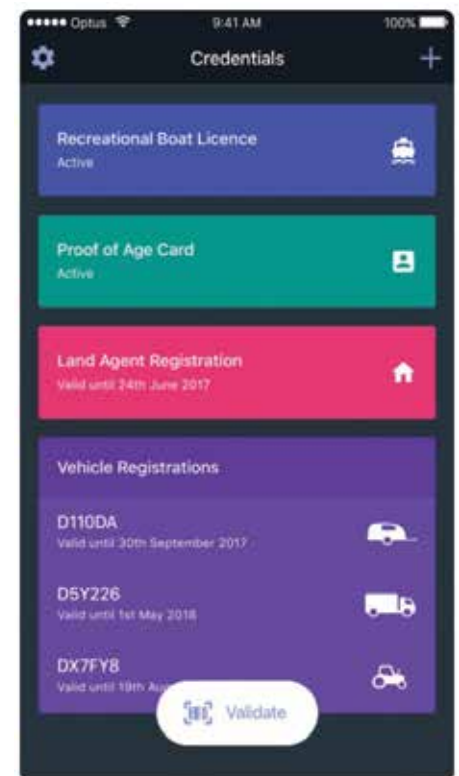 Optus 9:41 AM 100%
Credentials
Recreational Boat Licence
Active
Proof of Age Card
Active
Land Agent Registration
Valid until 24th June 2017
Vehicle Registrations
D110DA
Valid until 30th September 2017
D5Y226
Valid until 1st May 2018
DX7FY8
Valid until 19th
Validate